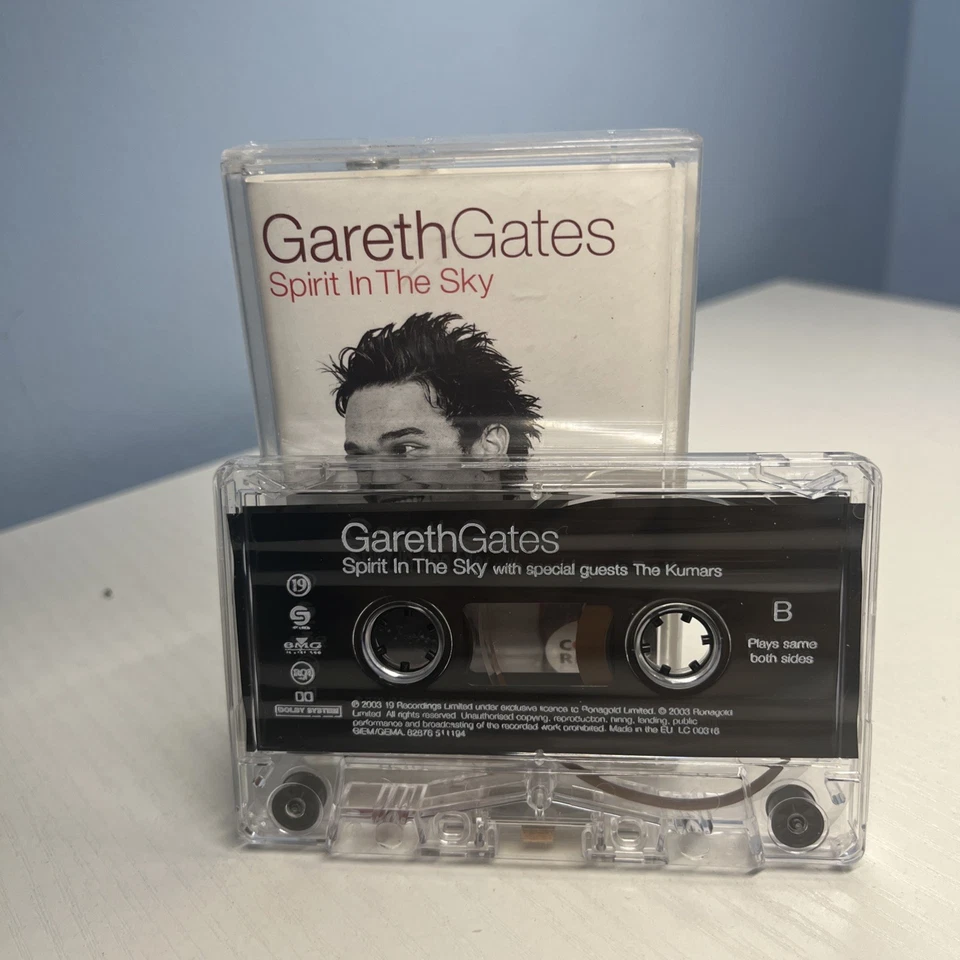 GarethGates
Spirit In The Sky
GarethGates
Spirit In The Sky with special guests The Kumars
19
S
BMG
B
Plays same
both sides
C
R
DOLBY SYSTEM
℗ 2003 19 Recordings Limited under exclusive licence to Ronagold Limited. © 2003 Ronagold
Limited. All rights reserved. Unauthorised copying, reproduction, hiring, lending, public
performance and broadcasting of the recorded work prohibited. Made in the EU. LC 00316
BIEM/GEMA. 82876 511194